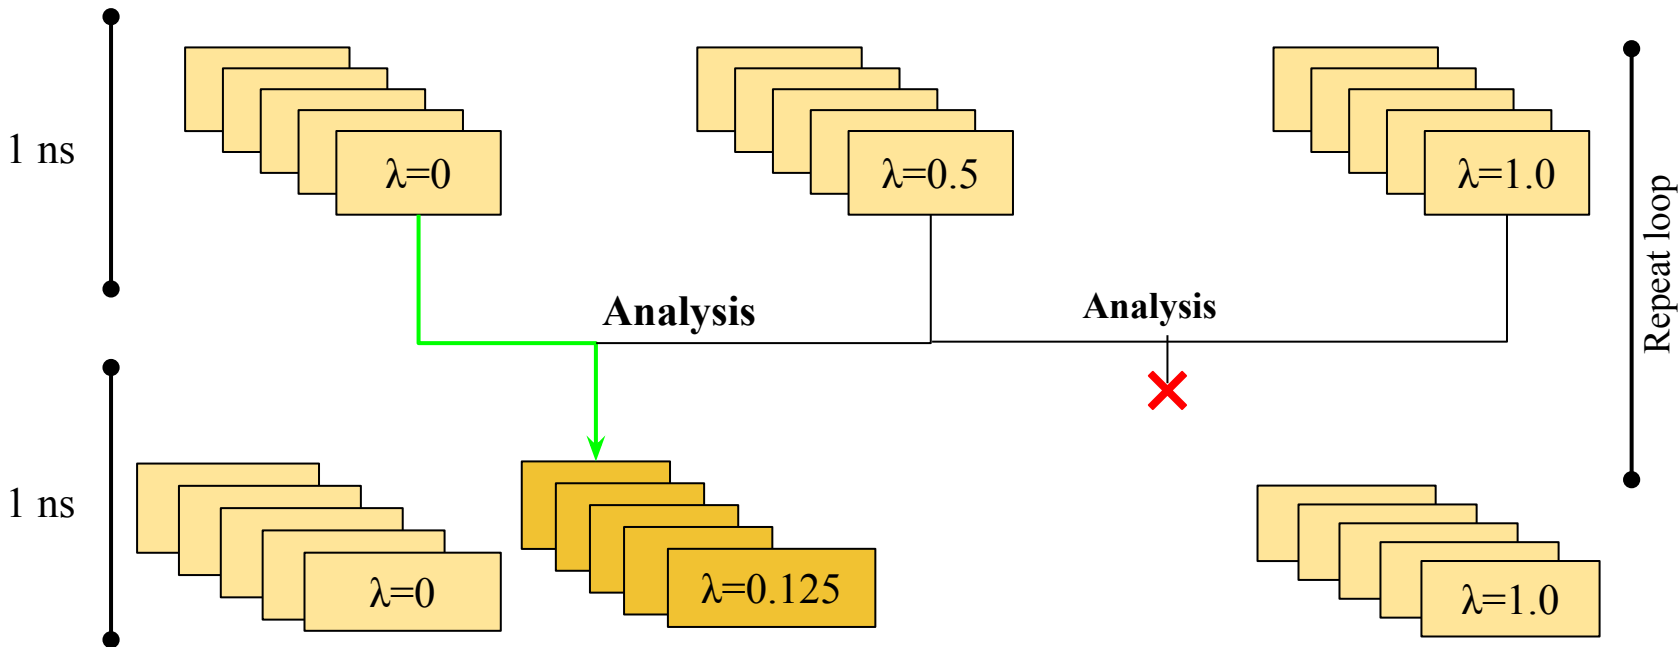 1 ns
λ=0
λ=0.5
λ=1.0
Analysis
Analysis
Repeat loop
1 ns
λ=0
λ=0.125
λ=1.0